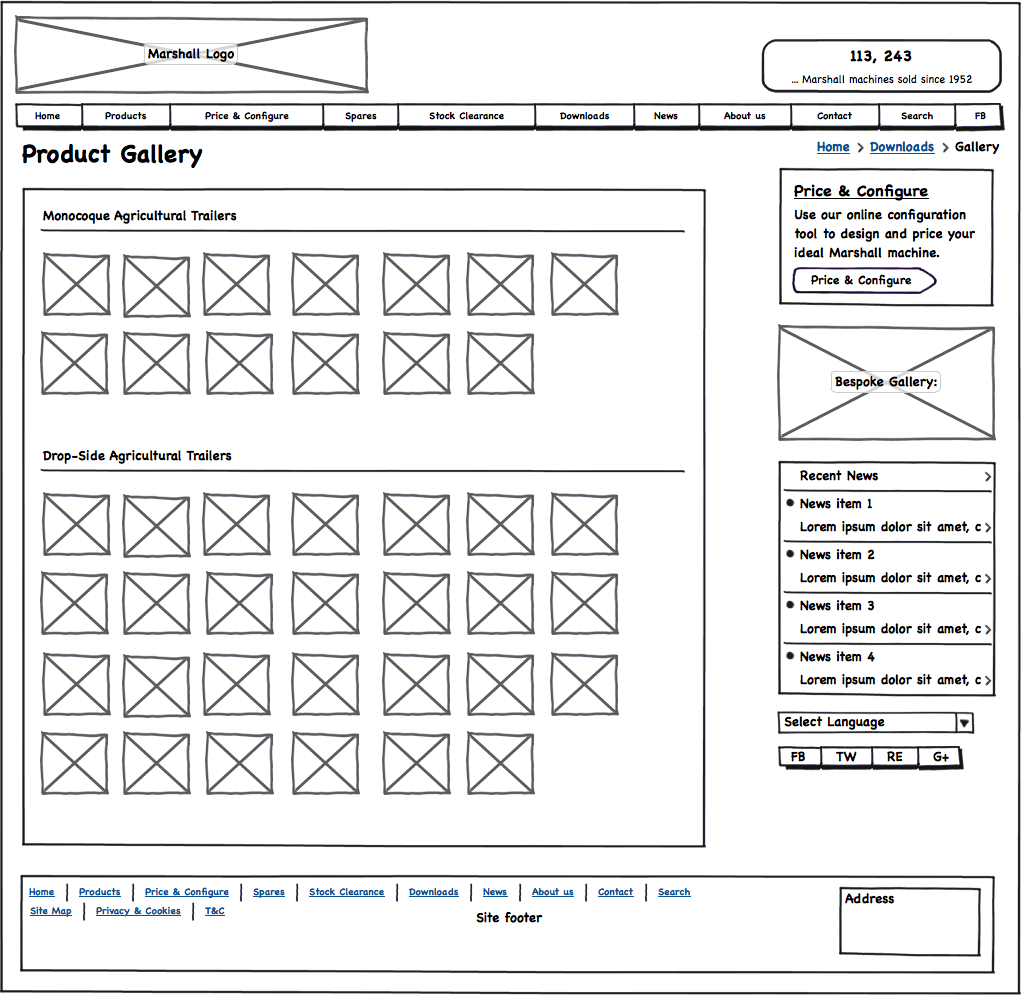 Marshall Logo
113, 243
... Marshall machines sold since 1952
Home Products Price & Configure Spares Stock Clearance Downloads News About us Contact Search FB
Product Gallery
Home > Downloads > Gallery
Monocoque Agricultural Trailers
Drop-Side Agricultural Trailers
Price & Configure
Use our online configuration
tool to design and price your
ideal Marshall machine.
Price & Configure
Bespoke Gallery:
Recent News
News item 1
Lorem ipsum dolor sit amet, c
News item 2
Lorem ipsum dolor sit amet, c
News item 3
Lorem ipsum dolor sit amet, c
News item 4
Lorem ipsum dolor sit amet, c
Select Language
FB TW RE G+
Home | Products | Price & Configure | Spares | Stock Clearance | Downloads | News | About us | Contact | Search
Site Map | Privacy & Cookies | T&C
Site footer
Address